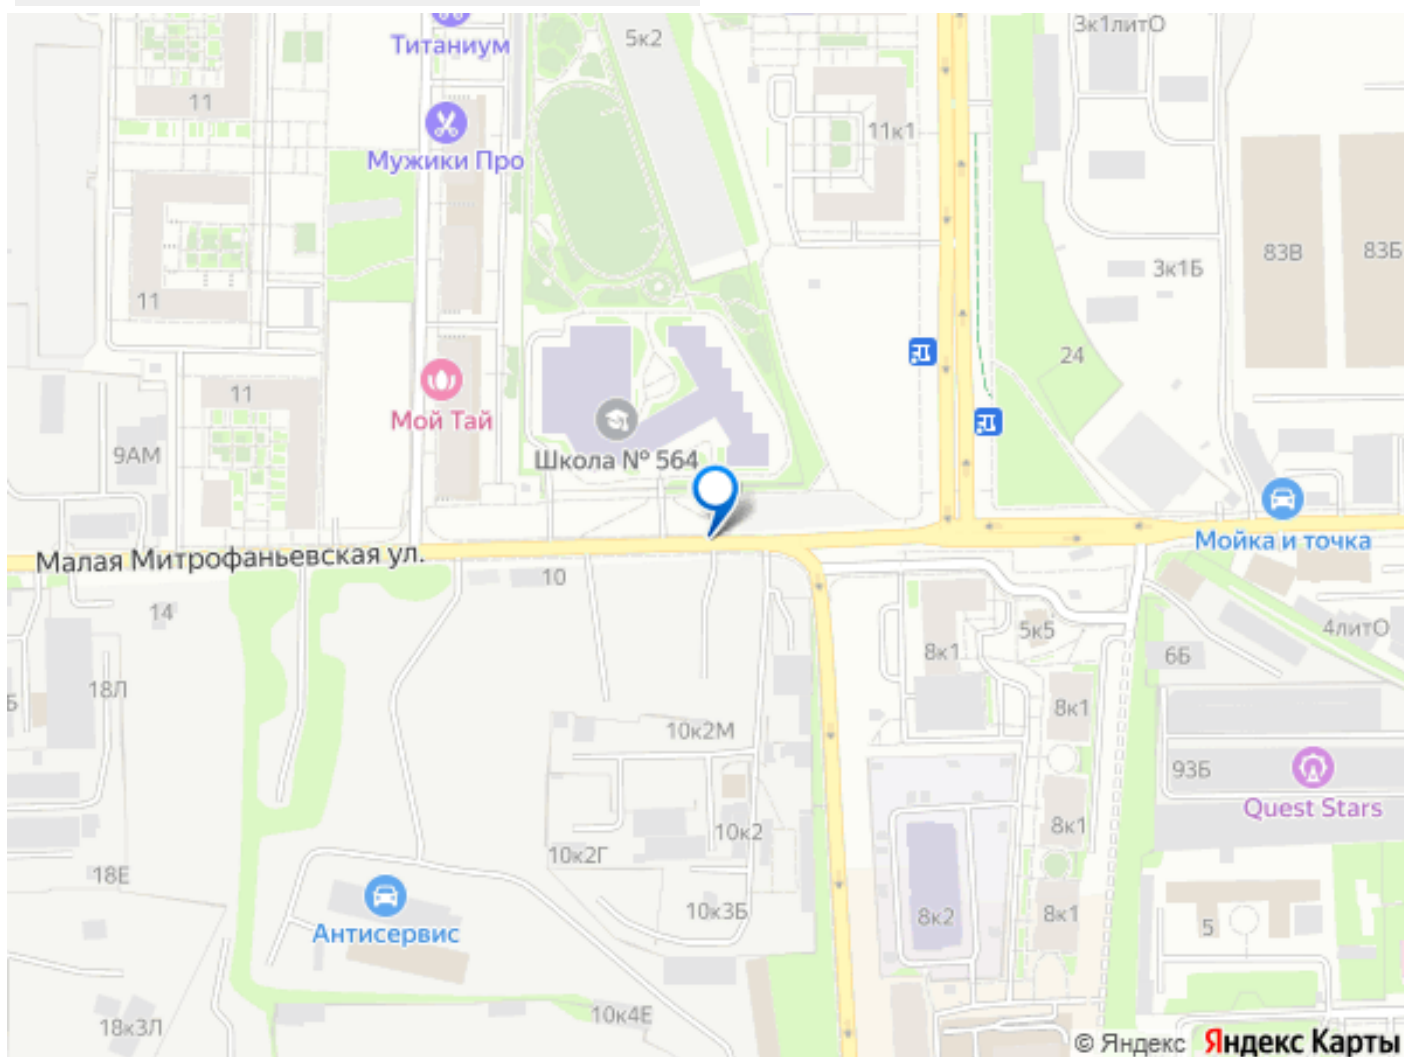 Титаниум
5к2
3к1литО
11
11к1
Мужики Про
83В
83Б
3к1Б
11
24
11
Мой Тай
9АМ
Школа № 564
Малая Митрофаньевская ул.
Мойка и точка
10
14
5к5
4литО
8к1
6Б
18Л
Б
8к1
10к2М
93Б
Quest Stars
10к2
8к1
10к2Г
18Е
10к3Б
8к2
8к1
5
Антисервис
10к4Е
18к3Л
© Яндекс Яндекс Карты